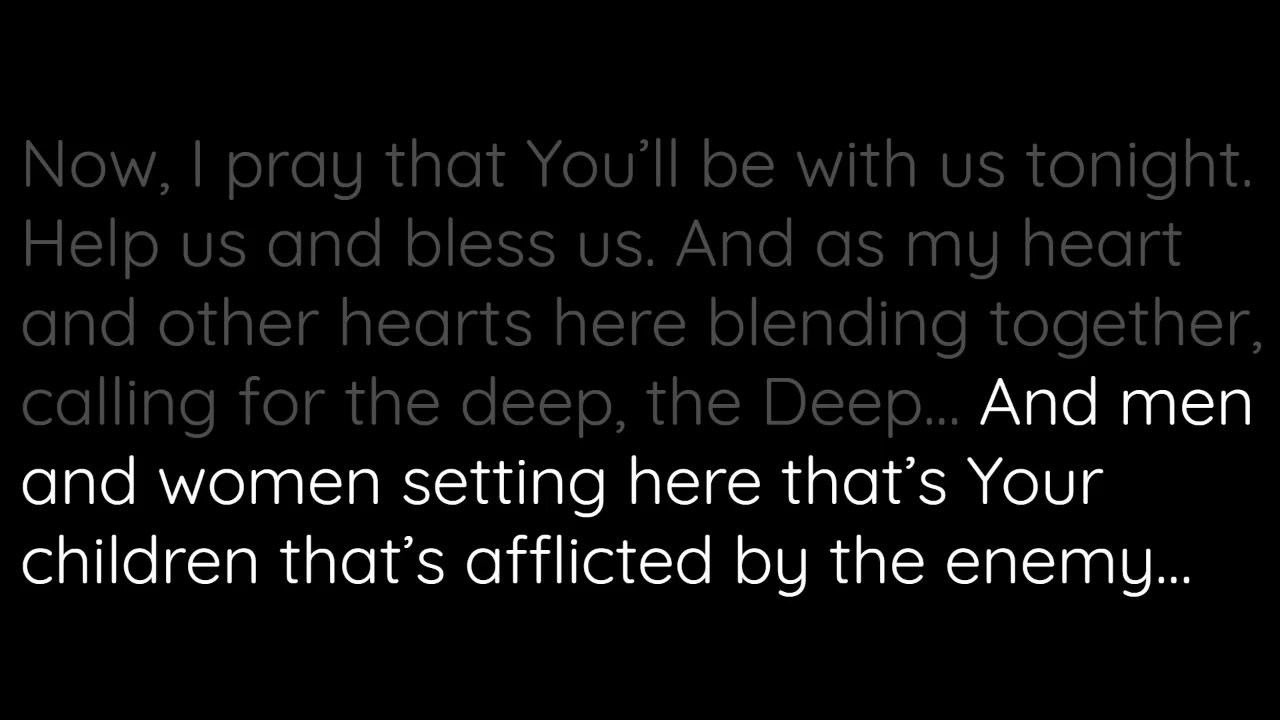 Now, I pray that You’ll be with us tonight.
Help us and bless us. And as my heart
and other hearts here blending together,
calling for the deep, the Deep... And men
and women setting here that’s Your
children that’s afflicted by the enemy...